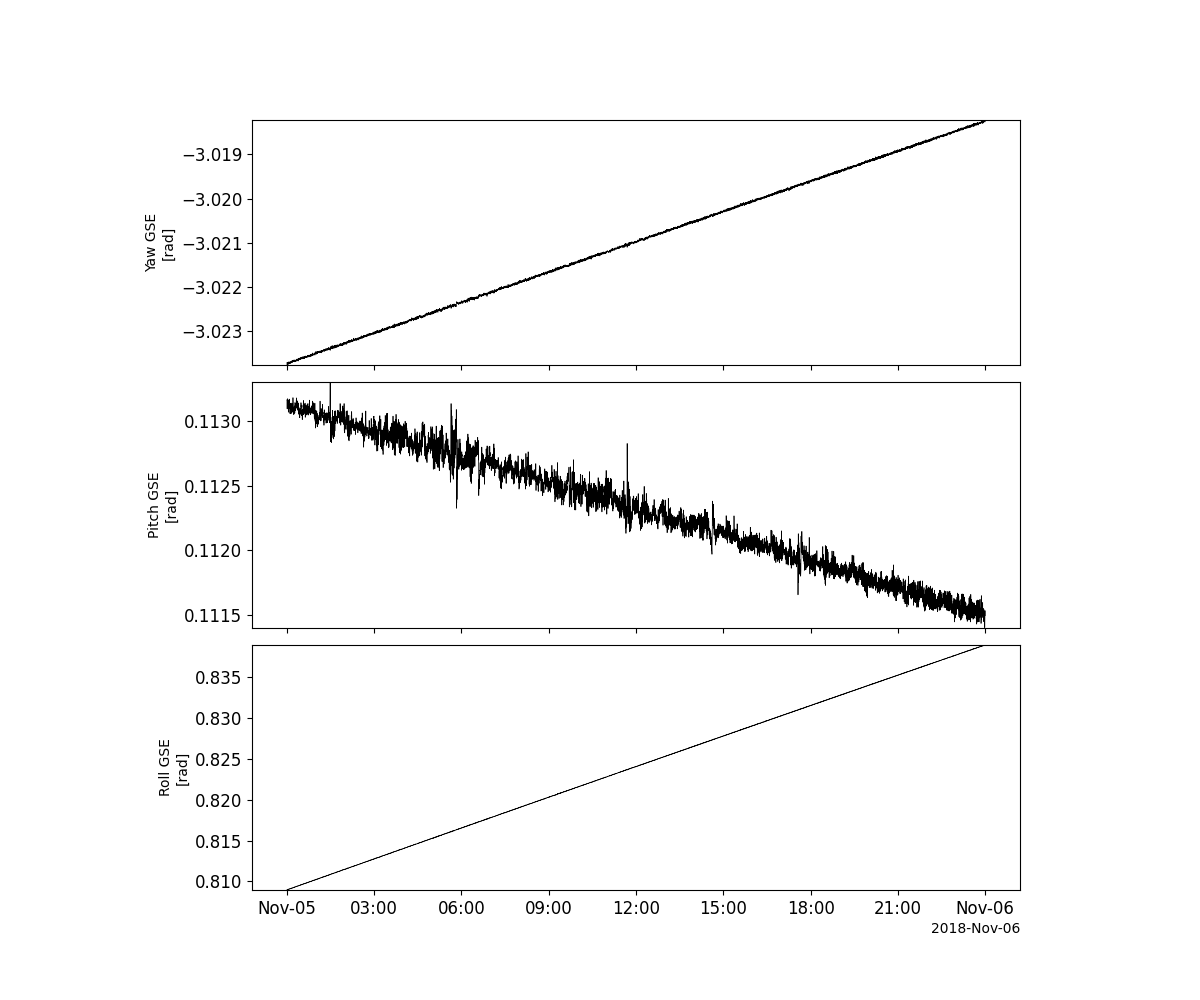 Yaw GSE
[rad]
−3.019
−3.020
−3.021
−3.022
−3.023
Pitch GSE
[rad]
0.1130
0.1125
0.1120
0.1115
Roll GSE
[rad]
0.835
0.830
0.825
0.820
0.815
0.810
Nov-05 03:00 06:00 09:00 12:00 15:00 18:00 21:00 Nov-06
2018-Nov-06